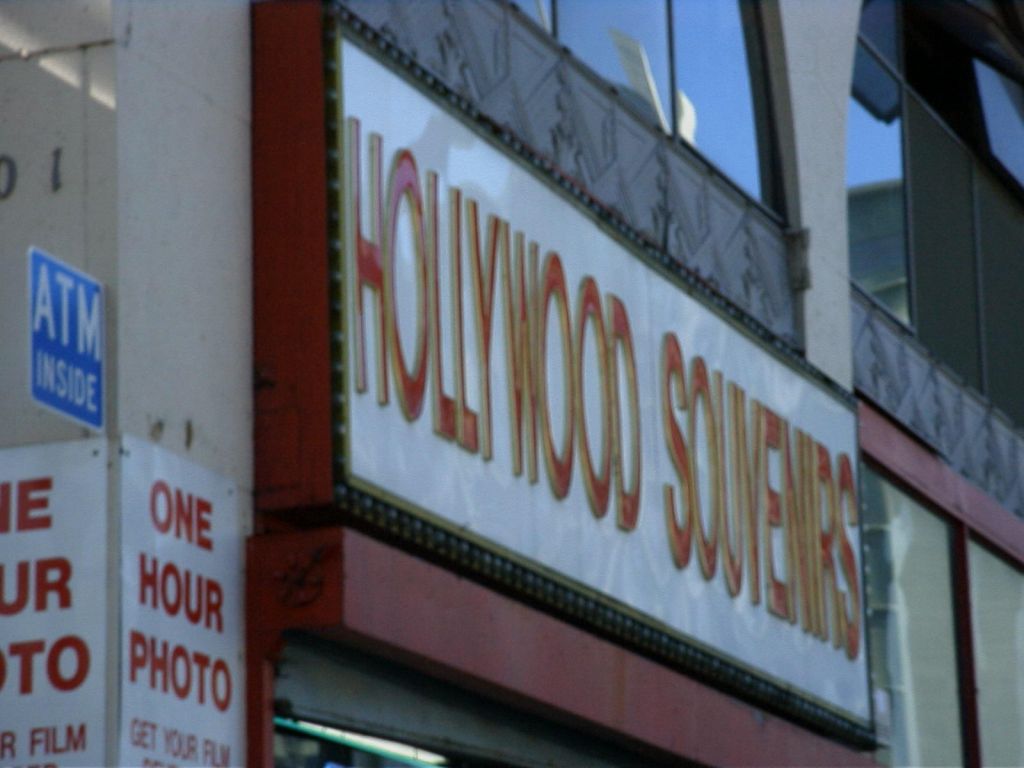 01
ATM
INSIDE
HOLLYWOOD SOUVENIRS
NE
UR
OTO
R FILM
ONE
HOUR
PHOTO
GET YOUR FILM